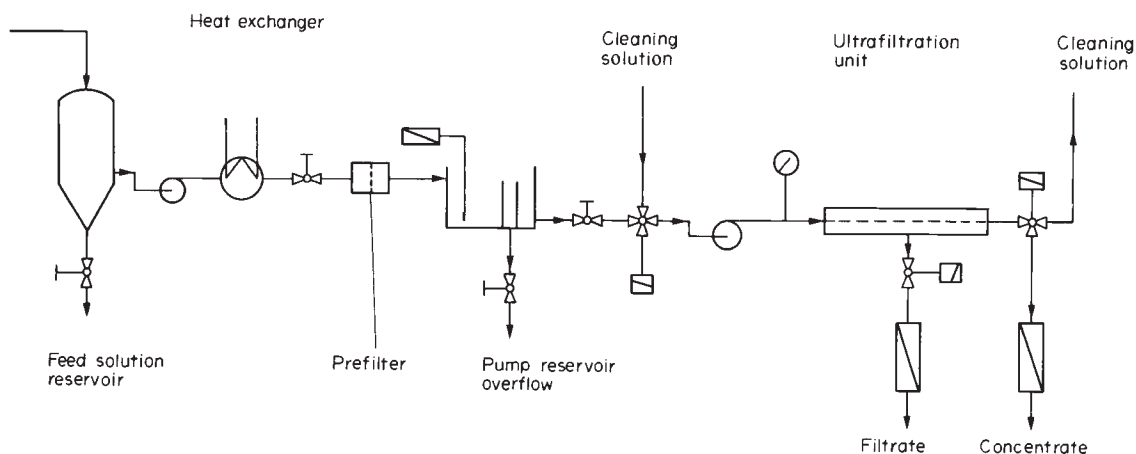 Heat exchanger
Cleaning
solution
Ultrafiltration
unit
Cleaning
solution
Feed solution
reservoir
Prefilter
Pump reservoir
overflow
Filtrate
Concentrate